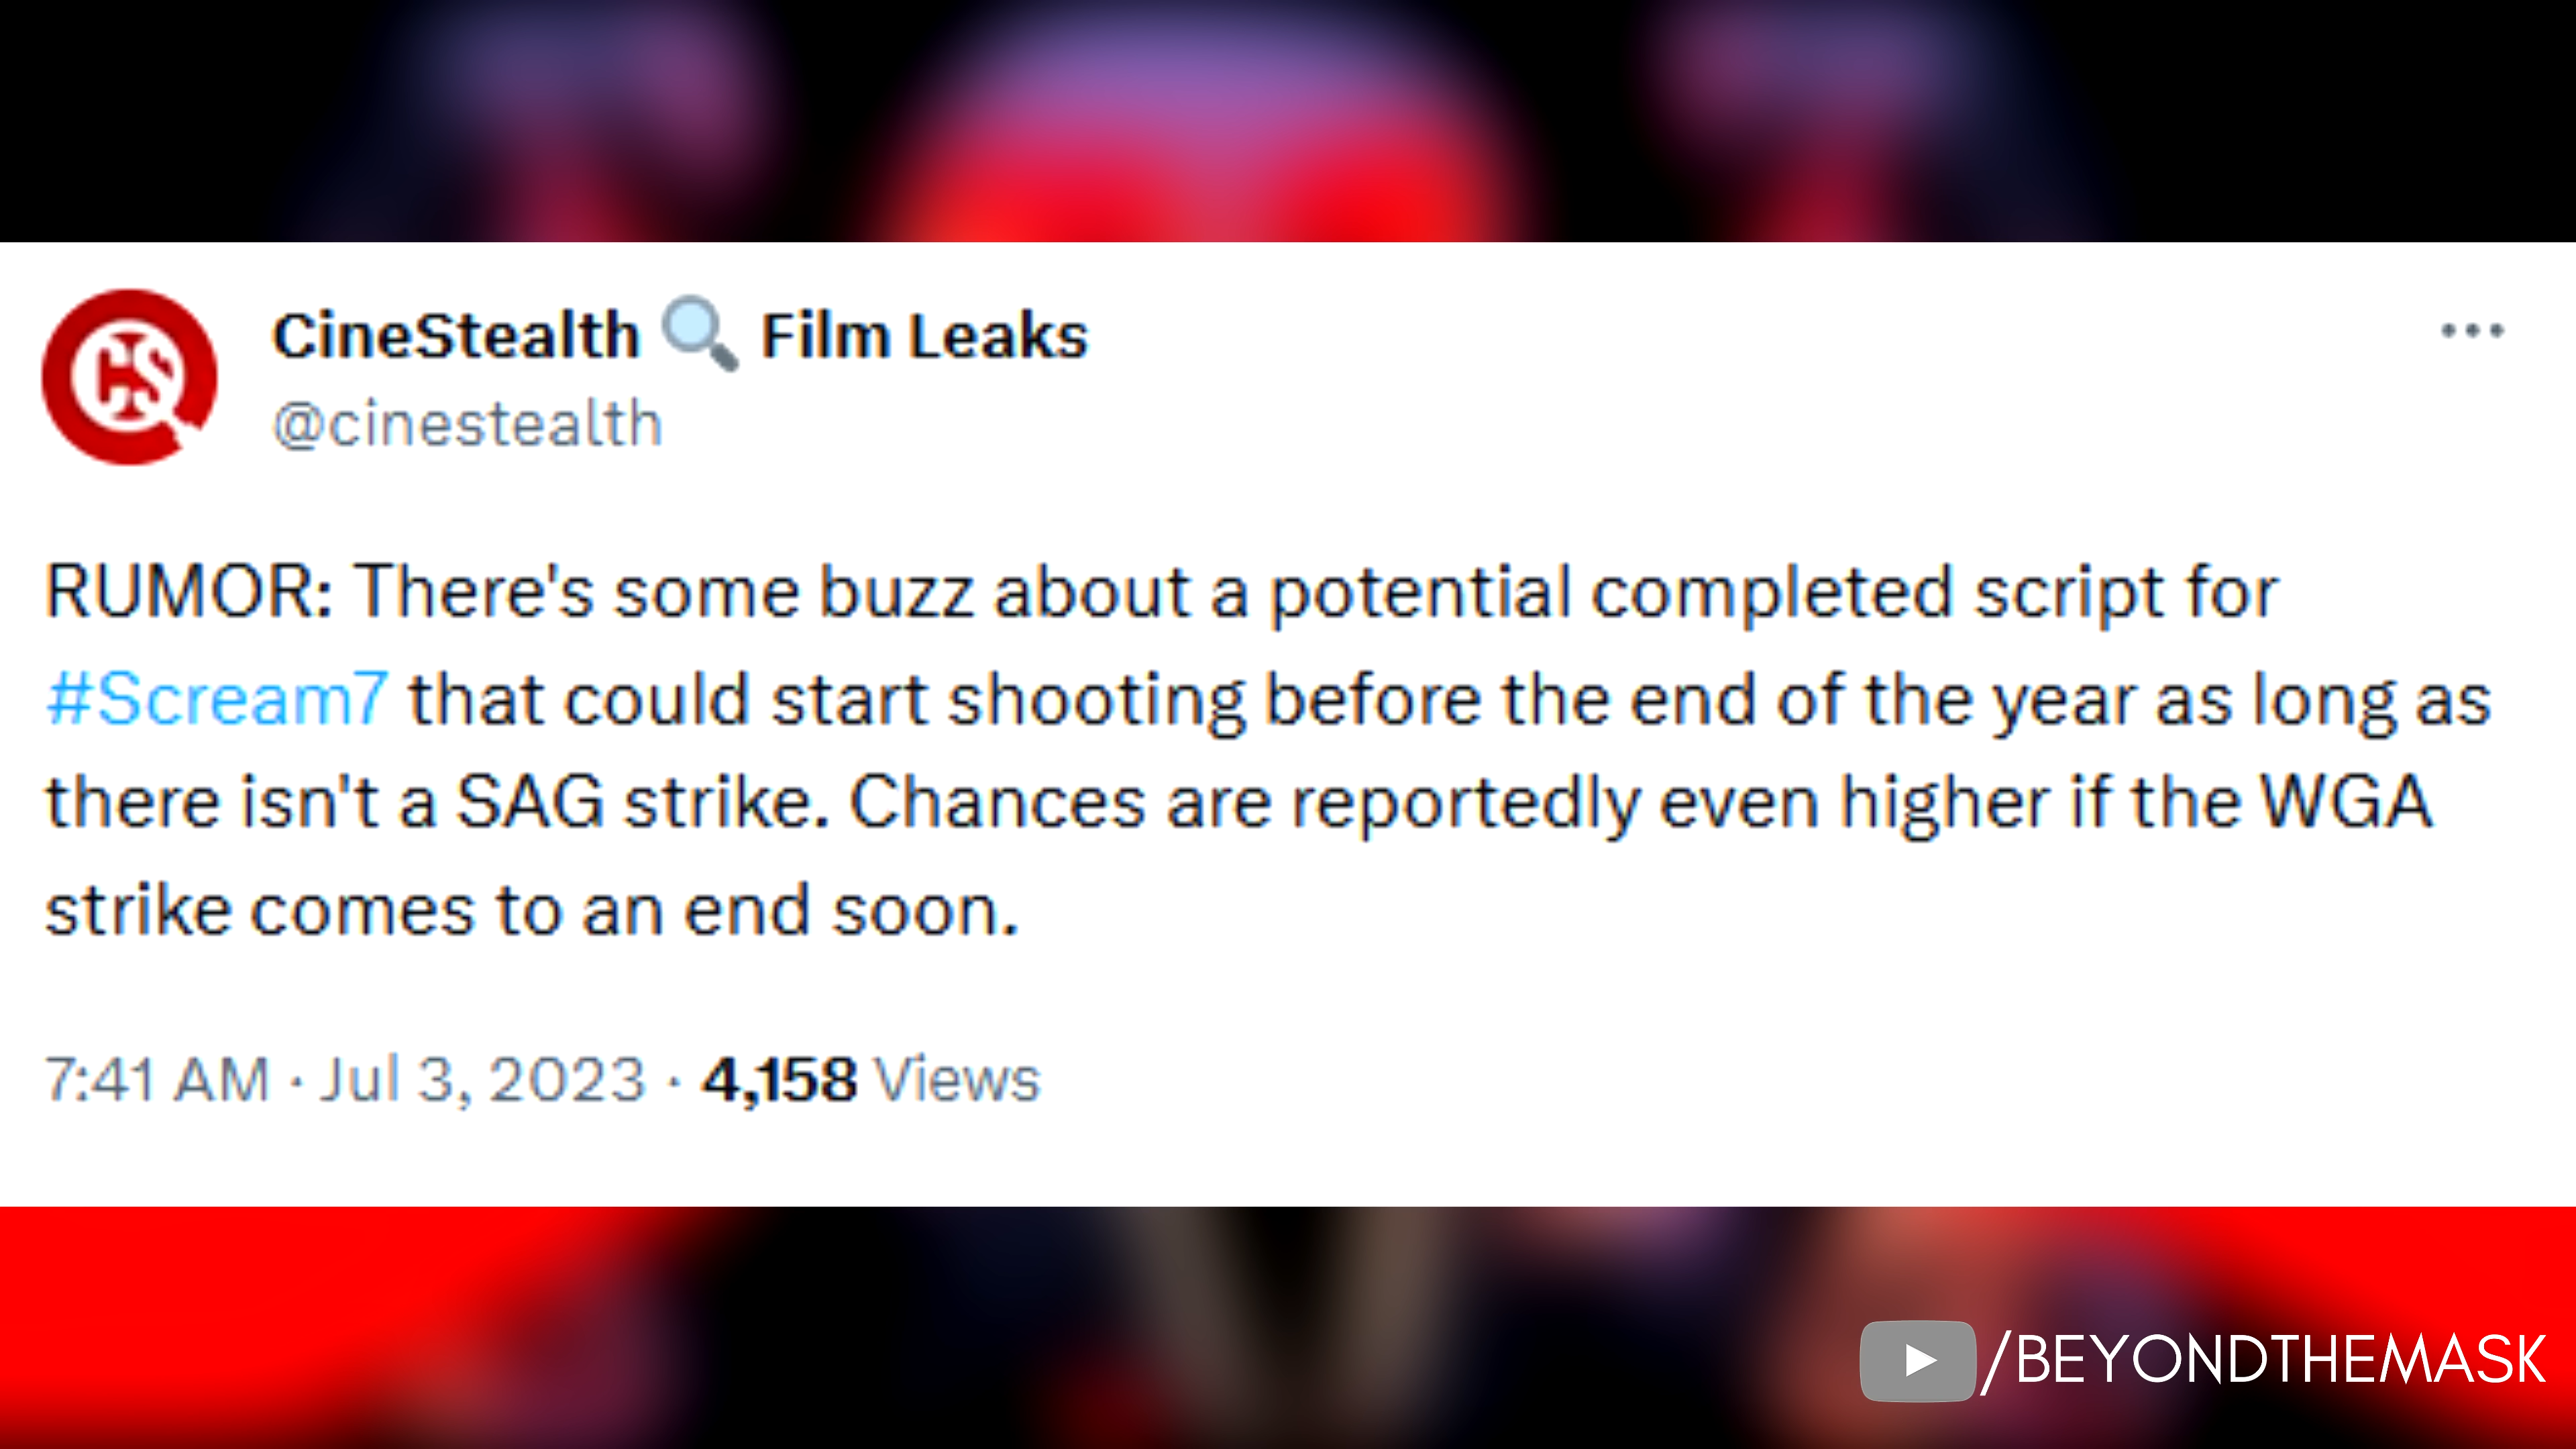 CS
CineStealth 🔍 Film Leaks
@cinestealth
RUMOR: There's some buzz about a potential completed script for
#Scream7 that could start shooting before the end of the year as long as
there isn't a SAG strike. Chances are reportedly even higher if the WGA
strike comes to an end soon.
7:41 AM · Jul 3, 2023 · 4,158 Views
/BEYONDTHEMASK